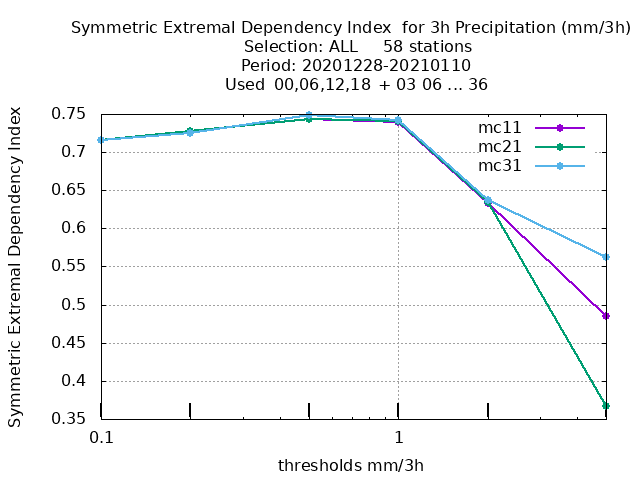 Symmetric Extremal Dependency Index for 3h Precipitation (mm/3h)
Selection: ALL 58 stations
Period: 20201228-20210110
Used 00,06,12,18 + 03 06 ... 36
Symmetric Extremal Dependency Index
0.75
0.7
0.65
0.6
0.55
0.5
0.45
0.4
0.35
mc11
mc21
mc31
0.1
1
thresholds mm/3h